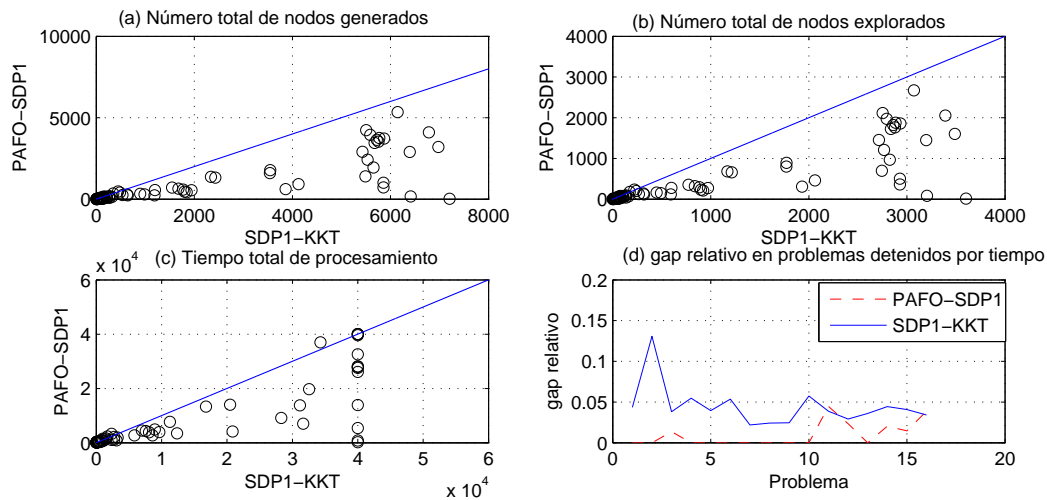 (a) Número total de nodos generados
10000
5000
0
0
2000
4000
6000
8000
PAFO−SDP1
SDP1−KKT
(b) Número total de nodos explorados
4000
3000
2000
1000
0
0
1000
2000
3000
4000
PAFO−SDP1
SDP1−KKT
x 10^4
(c) Tiempo total de procesamiento
6
4
2
0
0
1
2
3
4
5
6
x 10^4
PAFO−SDP1
SDP1−KKT
(d) gap relativo en problemas detenidos por tiempo
0.2
0.15
0.1
0.05
0
0
5
10
15
20
gap relativo
Problema
PAFO−SDP1
SDP1−KKT